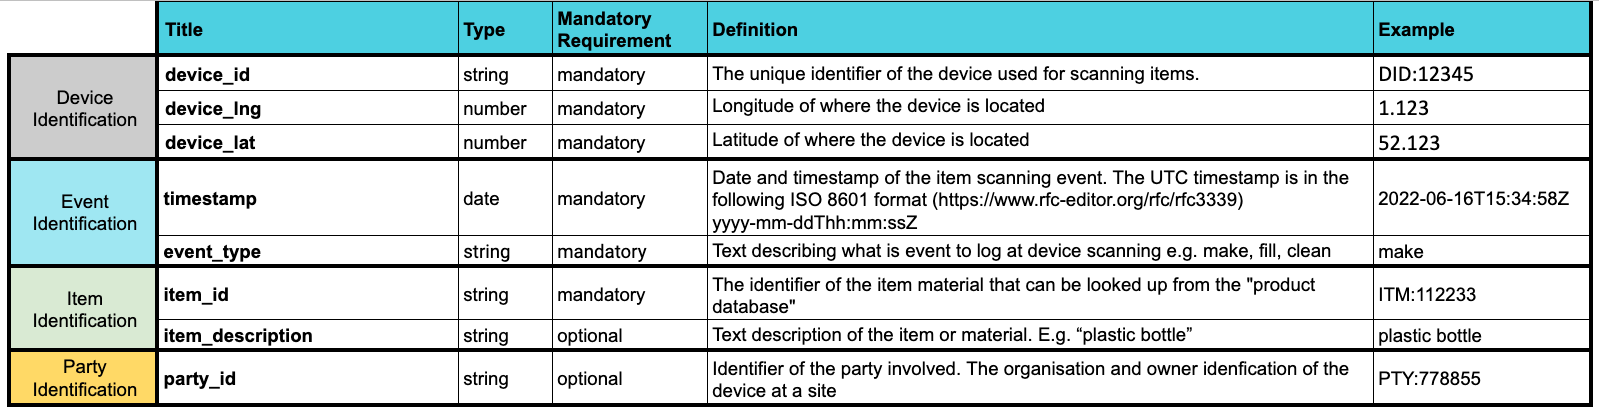 Title Type Mandatory Requirement Definition Example
Device Identification
device_id string mandatory The unique identifier of the device used for scanning items. DID:12345
device_lng number mandatory Longitude of where the device is located 1.123
device_lat number mandatory Latitude of where the device is located 52.123
Event Identification
timestamp date mandatory Date and timestamp of the item scanning event. The UTC timestamp is in the
following ISO 8601 format (https://www.rfc-editor.org/rfc/rfc3339)
yyyy-mm-ddThh:mm:ssZ
2022-06-16T15:34:58Z
event_type string mandatory Text describing what is event to log at device scanning e.g. make, fill, clean make
Item Identification
item_id string mandatory The identifier of the item material that can be looked up from the "product
database"
ITM:112233
item_description string optional Text description of the item or material. E.g. “plastic bottle” plastic bottle
Party Identification
party_id string optional Identifier of the party involved. The organisation and owner idenfication of the
device at a site
PTY:778855